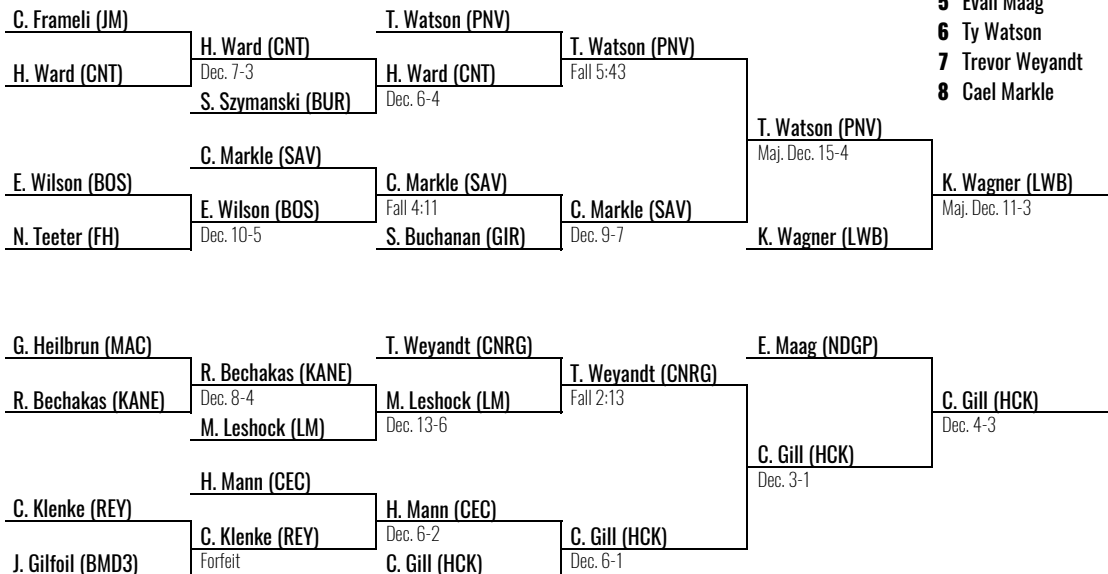 5 Evan Maag
6 Ty Watson
7 Trevor Weyandt
8 Cael Markle
C. Frameli (JM)
H. Ward (CNT)
H. Ward (CNT)
Dec. 7-3
S. Szymanski (BUR)
T. Watson (PNV)
H. Ward (CNT)
Dec. 6-4
T. Watson (PNV)
Fall 5:43
C. Markle (SAV)
E. Wilson (BOS)
N. Teeter (FH)
E. Wilson (BOS)
Dec. 10-5
C. Markle (SAV)
Fall 4:11
S. Buchanan (GIR)
C. Markle (SAV)
Dec. 9-7
T. Watson (PNV)
Maj. Dec. 15-4
K. Wagner (LWB)
K. Wagner (LWB)
Maj. Dec. 11-3
G. Heilbrun (MAC)
R. Bechakas (KANE)
R. Bechakas (KANE)
Dec. 8-4
M. Leshock (LM)
T. Weyandt (CNRG)
M. Leshock (LM)
Dec. 13-6
T. Weyandt (CNRG)
Fall 2:13
H. Mann (CEC)
C. Klenke (REY)
J. Gilfoil (BMD3)
C. Klenke (REY)
Forfeit
H. Mann (CEC)
Dec. 6-2
C. Gill (HCK)
C. Gill (HCK)
Dec. 6-1
E. Maag (NDGP)
C. Gill (HCK)
Dec. 3-1
C. Gill (HCK)
Dec. 4-3